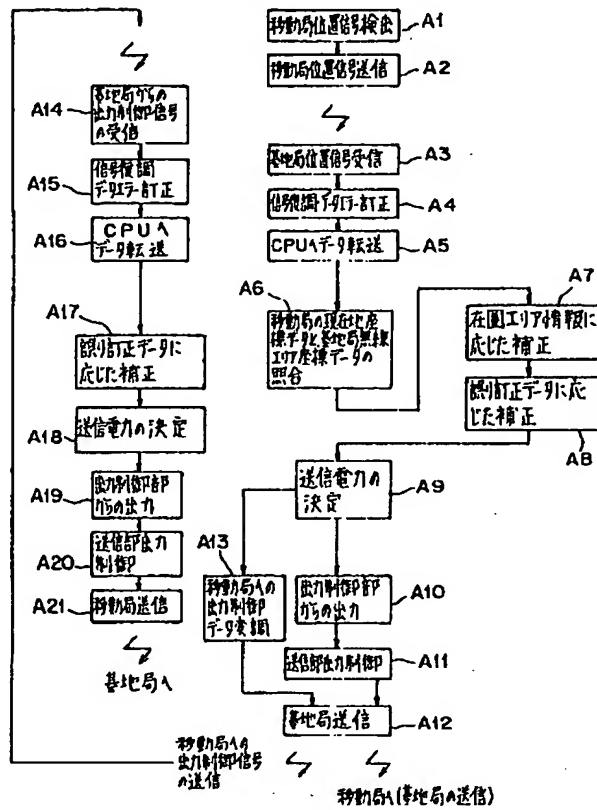 移動局位置信号検出
A1
移動局位置信号送信
A2
基地局位置信号受信
A3
信号復調データエラー訂正
A4
CPUへデータ転送
A5
A6
移動局の現在地座
標データと基地局無線
エリア座標データの
照合
A7
在圏エリア情報に
応じた補正
誤り訂正データに応
じた補正
A8
送信電力の
決定
A9
出力制御部
からの出力
A10
送信部出力制御
A11
基地局送信
A12
A13
移動局への
出力制御
データ変調
A14
基地局からの
出力制御信号
の受信
A15
信号復調
データエラー訂正
A16
CPUへ
データ転送
A17
誤り訂正データに
応じた補正
A18
送信電力の決定
A19
出力制御部
からの出力
A20
送信部出力
制御
A21
移動局送信
基地局へ
移動局への
出力制御信号
の送信
移動局へ(基地局の送信)